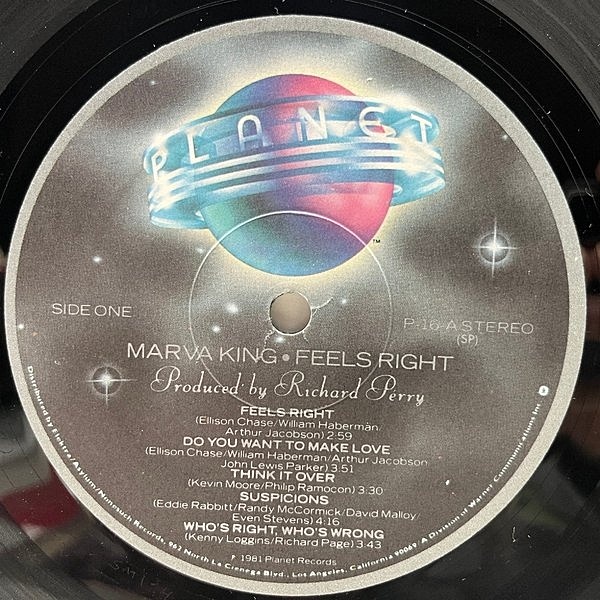 PLANET
™
SIDE ONE
P-16-A STEREO
(SP)
MARVA KING • FEELS RIGHT
Produced by Richard Perry
FEELS RIGHT
(Ellison Chase/William Haberman/
Arthur Jacobson) 2:59
DO YOU WANT TO MAKE LOVE
(Ellison Chase/William Haberman/Arthur Jacobson
John Lewis Parker) 3:51
THINK IT OVER
(Kevin Moore/Philip Ramocon) 3:30
SUSPICIONS
(Eddie Rabbitt/Randy McCormick/David Malloy/
Even Stevens) 4:16
WHO'S RIGHT, WHO'S WRONG
(Kenny Loggins/Richard Page) 3:43
℗ 1981 Planet Records
Distributed by Elektra/Asylum/Nonesuch Records, 962 North La Cienega Blvd., Los Angeles, California 90069 A Division of Warner Communications Inc.